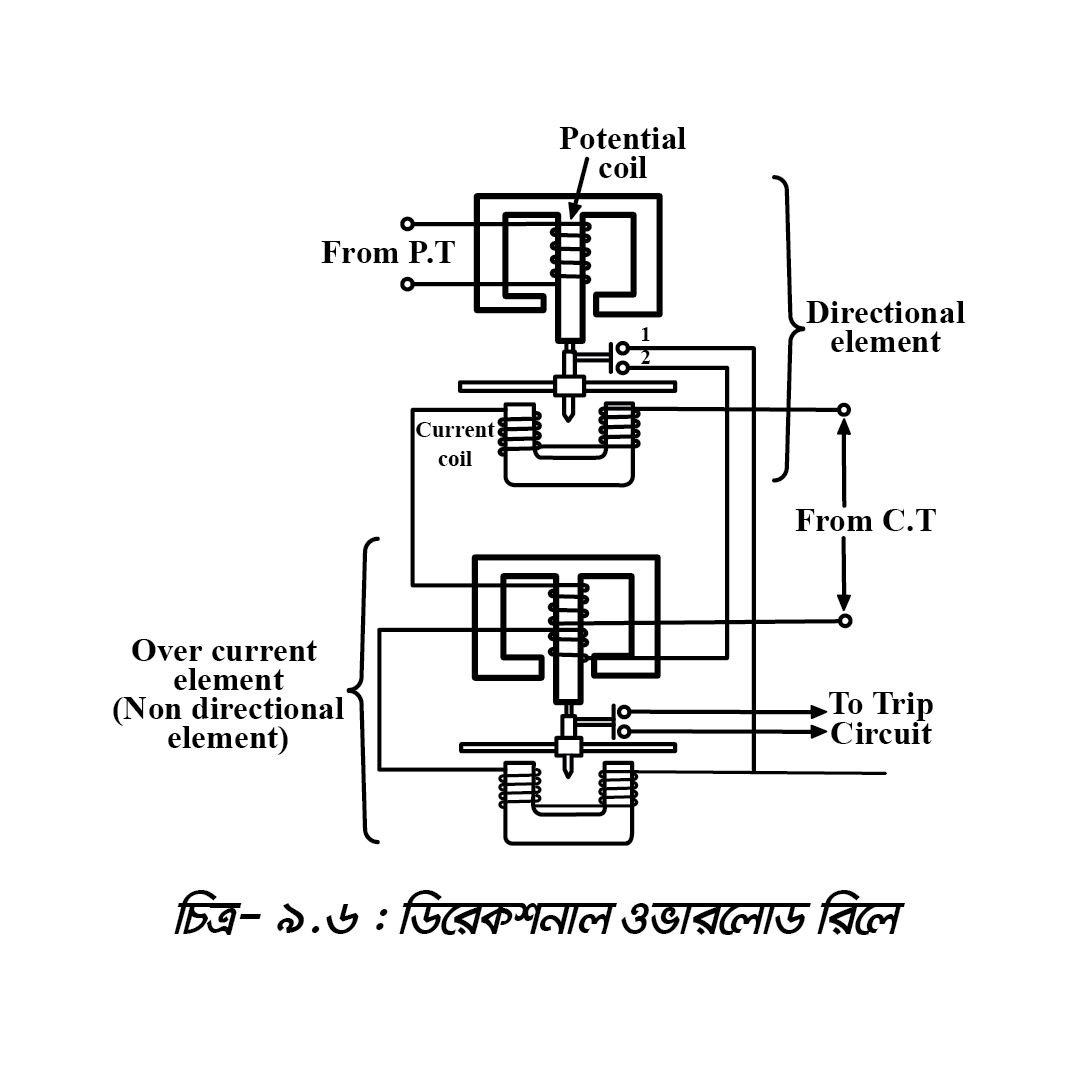 Potential
coil
From P.T
1
2
Directional
element
Current
coil
From C.T
Over current
element
(Non directional
element)
To Trip
Circuit
চিত্র- ৯.৬ : ডিরেকশনাল ওভারলোড রিলে